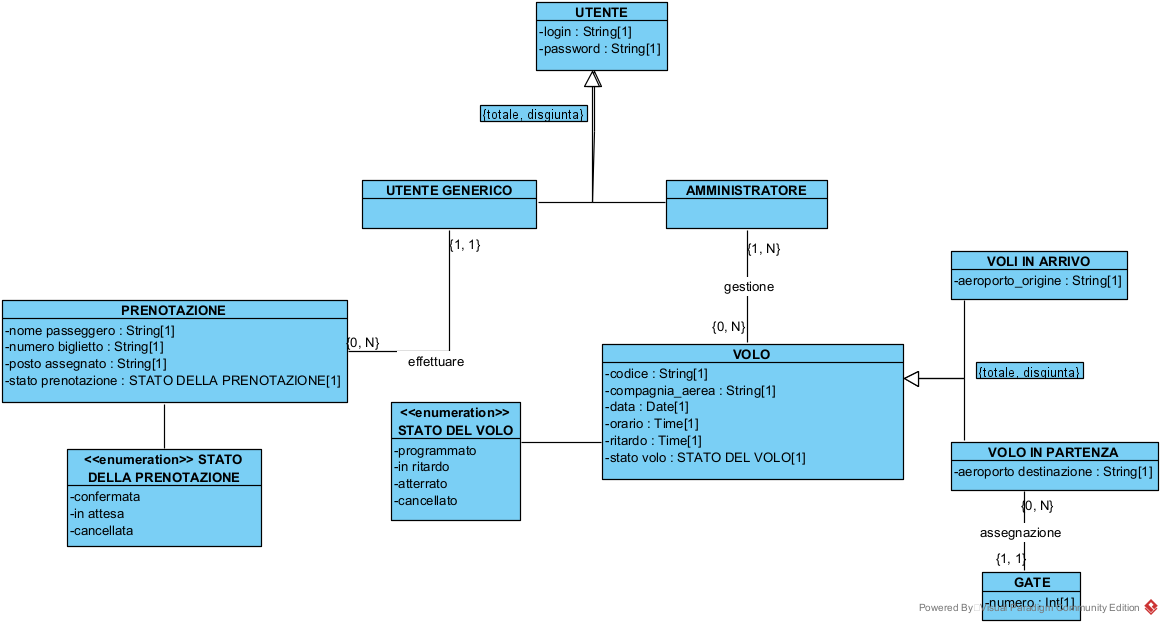 UTENTE
-login : String[1]
-password : String[1]
{totale, disgiunta}
UTENTE GENERICO
AMMINISTRATORE
{1, 1}
{1, N}
gestione
{0, N}
VOLI IN ARRIVO
-aeroporto_origine : String[1]
PRENOTAZIONE
-nome passeggero : String[1]
-numero biglietto : String[1]
-posto assegnato : String[1]
-stato prenotazione : STATO DELLA PRENOTAZIONE[1]
{0, N}
effettuare
VOLO
-codice : String[1]
-compagnia_aerea : String[1]
-data : Date[1]
-orario : Time[1]
-ritardo : Time[1]
-stato volo : STATO DEL VOLO[1]
{totale, disgiunta}
<<enumeration>>
STATO DEL VOLO
-programmato
-in ritardo
-atterrato
-cancellato
<<enumeration>> STATO
DELLA PRENOTAZIONE
-confermata
-in attesa
-cancellata
VOLO IN PARTENZA
-aeroporto destinazione : String[1]
{0, N}
assegnazione
{1, 1}
GATE
-numero : Int[1]
Powered By Visual Paradigm Community Edition